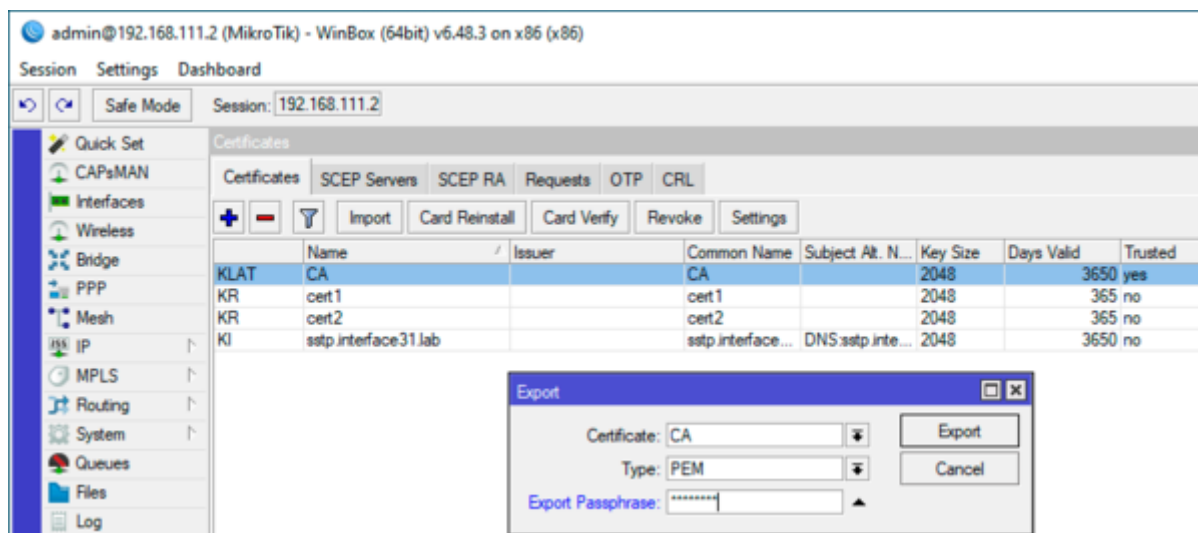 admin@192.168.111.2 (MikroTik) - WinBox (64bit) v6.48.3 on x86 (x86)
Session Settings Dashboard
Safe Mode Session: 192.168.111.2
Quick Set
CAPsMAN
Interfaces
Wireless
Bridge
PPP
Mesh
IP
MPLS
Routing
System
Queues
Files
Log
Certificates
Certificates SCEP Servers SCEP RA Requests OTP CRL
Import Card Reinstall Card Verify Revoke Settings
Name Issuer Common Name Subject Alt. N... Key Size Days Valid Trusted
KLAT CA CA 2048 3650 yes
KR cert1 cert1 2048 365 no
KR cert2 cert2 2048 365 no
KI sstp.interface31.lab sstp.interface... DNS:sstp.inte... 2048 3650 no
Export
Certificate: CA Export
Type: PEM Cancel
Export Passphrase: ********